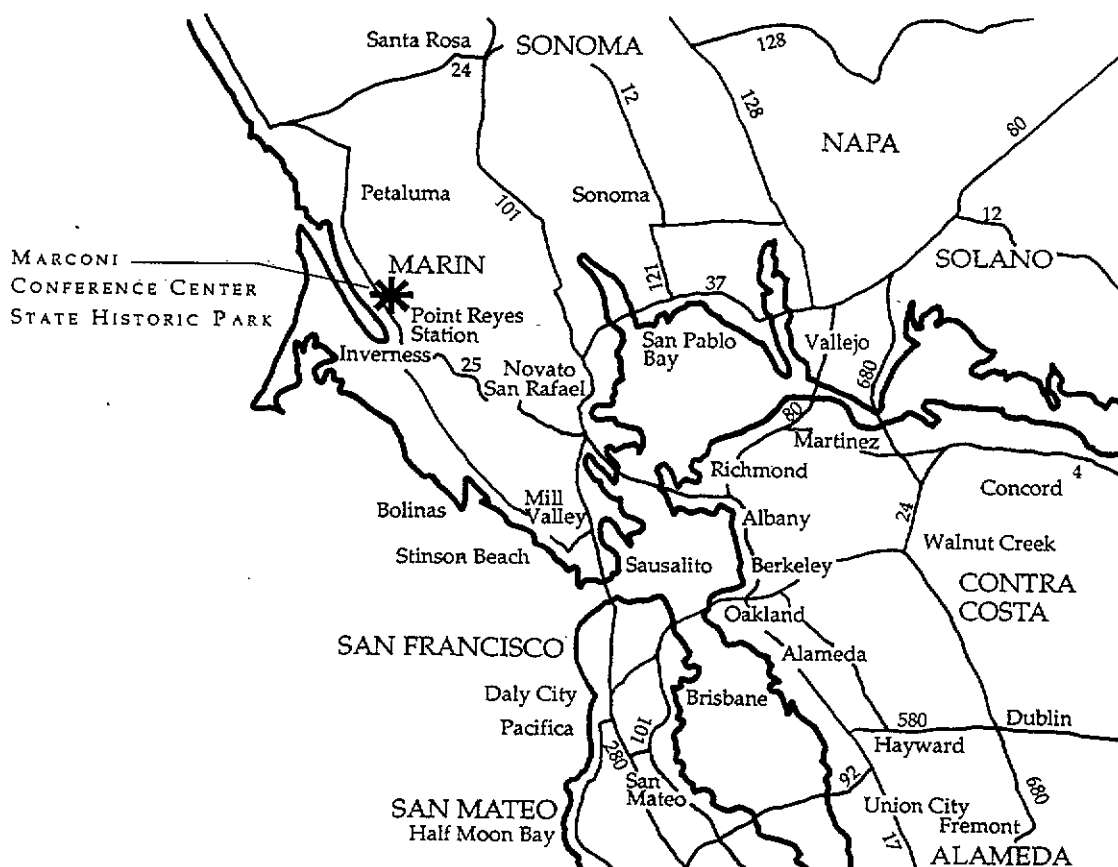 Santa Rosa
SONOMA
128
24
12
128
80
NAPA
Petaluma
101
Sonoma
12
MARCONI
CONFERENCE CENTER
STATE HISTORIC PARK
MARIN
SOLANO
121
37
Point Reyes
Station
San Pablo
Bay
Vallejo
Inverness
25
Novato
San Rafael
680
80
Martinez
Richmond
4
Concord
Bolinas
Mill
Valley
Albany
24
Stinson Beach
Sausalito
Berkeley
Walnut Creek
CONTRA
COSTA
Oakland
SAN FRANCISCO
Alameda
Daly City
Brisbane
Pacifica
101
580
Dublin
280
Hayward
San
Mateo
92
680
SAN MATEO
Half Moon Bay
Union City
Fremont
17
ALAMEDA